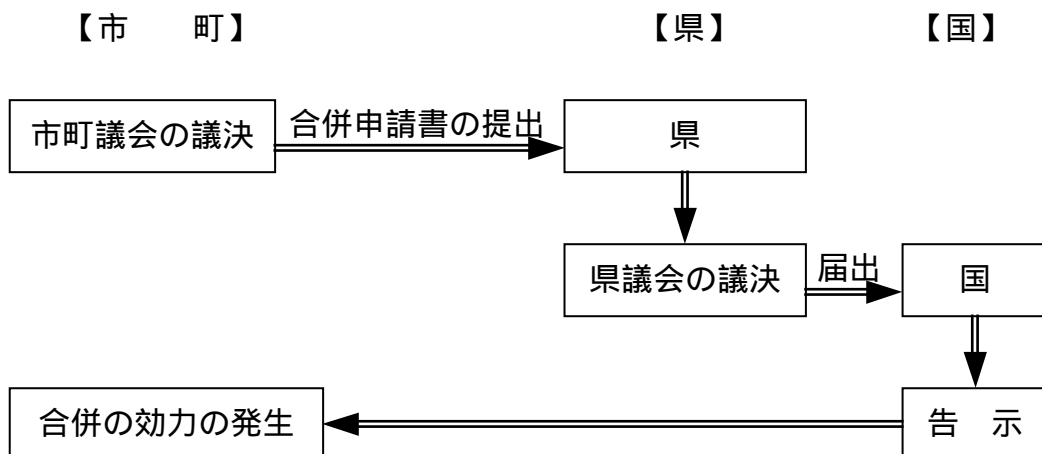 【市　町】　【県】　【国】
市町議会の議決
合併申請書の提出
県
県議会の議決
届出
国
合併の効力の発生
告　示